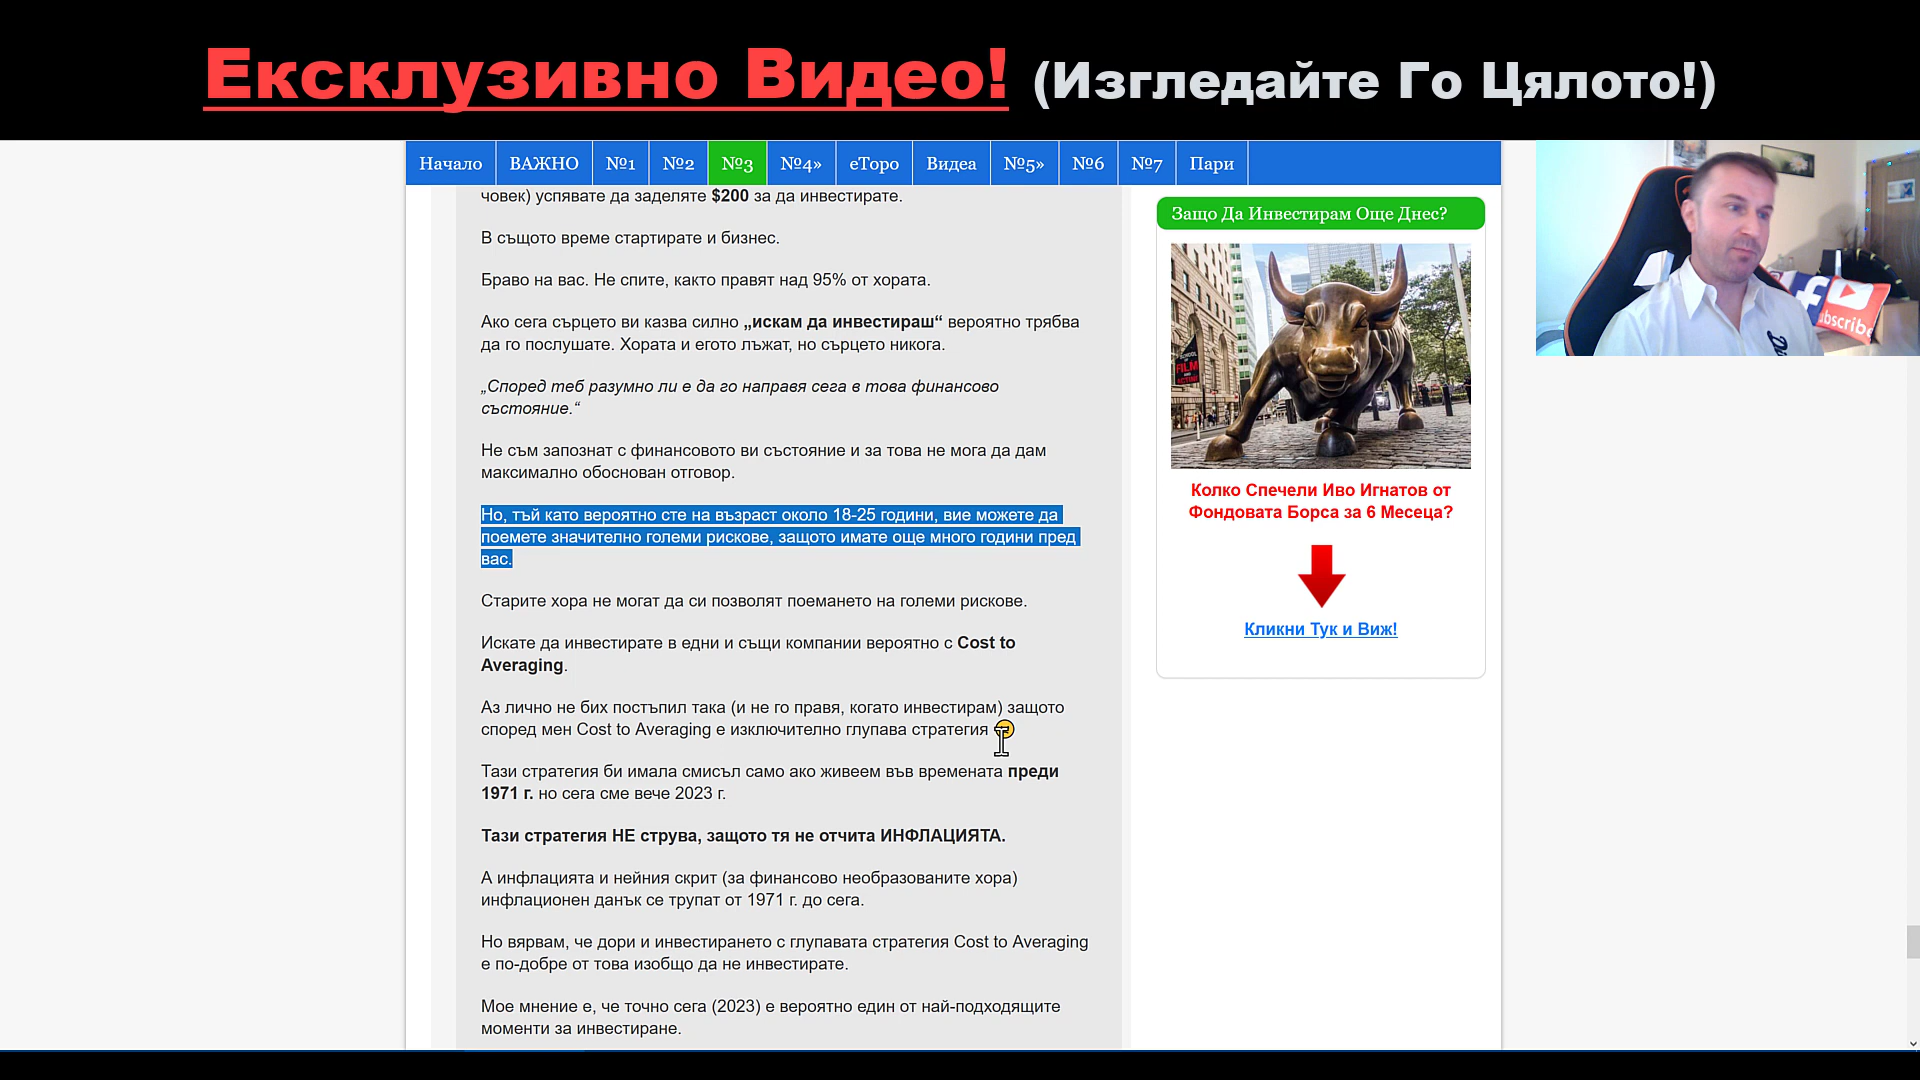 Ексклузивно Видео! (Изгледайте Го Цялото!)
Начало ВАЖНО №1 №2 №3 №4» еТоро Видеа №5» №6 №7 Пари
човек) успявате да заделяте $200 за да инвестирате.
В същото време стартирате и бизнес.
Браво на вас. Не спите, както правят над 95% от хората.
Ако сега сърцето ви казва силно „искам да инвестираш“ вероятно трябва
да го послушате. Хората и егото лъжат, но сърцето никога.
„Според теб разумно ли е да го направя сега в това финансово
състояние.“
Не съм запознат с финансовото ви състояние и за това не мога да дам
максимално обоснован отговор.
Но, тъй като вероятно сте на възраст около 18-25 години, вие можете да
поемете значително големи рискове, защото имате още много години пред
вас.
Старите хора не могат да си позволят поемането на големи рискове.
Искате да инвестирате в едни и същи компании вероятно с Cost to
Averaging.
Аз лично не бих постъпил така (и не го правя, когато инвестирам) защото
според мен Cost to Averaging е изключително глупава стратегия
Тази стратегия би имала смисъл само ако живеем във времената преди
1971 г. но сега сме вече 2023 г.
Тази стратегия НЕ струва, защото тя не отчита ИНФЛАЦИЯТА.
А инфлацията и нейния скрит (за финансово необразованите хора)
инфлационен данък се трупат от 1971 г. до сега.
Но вярвам, че дори и инвестирането с глупавата стратегия Cost to Averaging
е по-добре от това изобщо да не инвестирате.
Мое мнение е, че точно сега (2023) е вероятно един от най-подходящите
моменти за инвестиране.
Защо Да Инвестирам Още Днес?
FILM
Колко Спечели Иво Игнатов от
Фондовата Борса за 6 Месеца?
Кликни Тук и Виж!
ubscribe